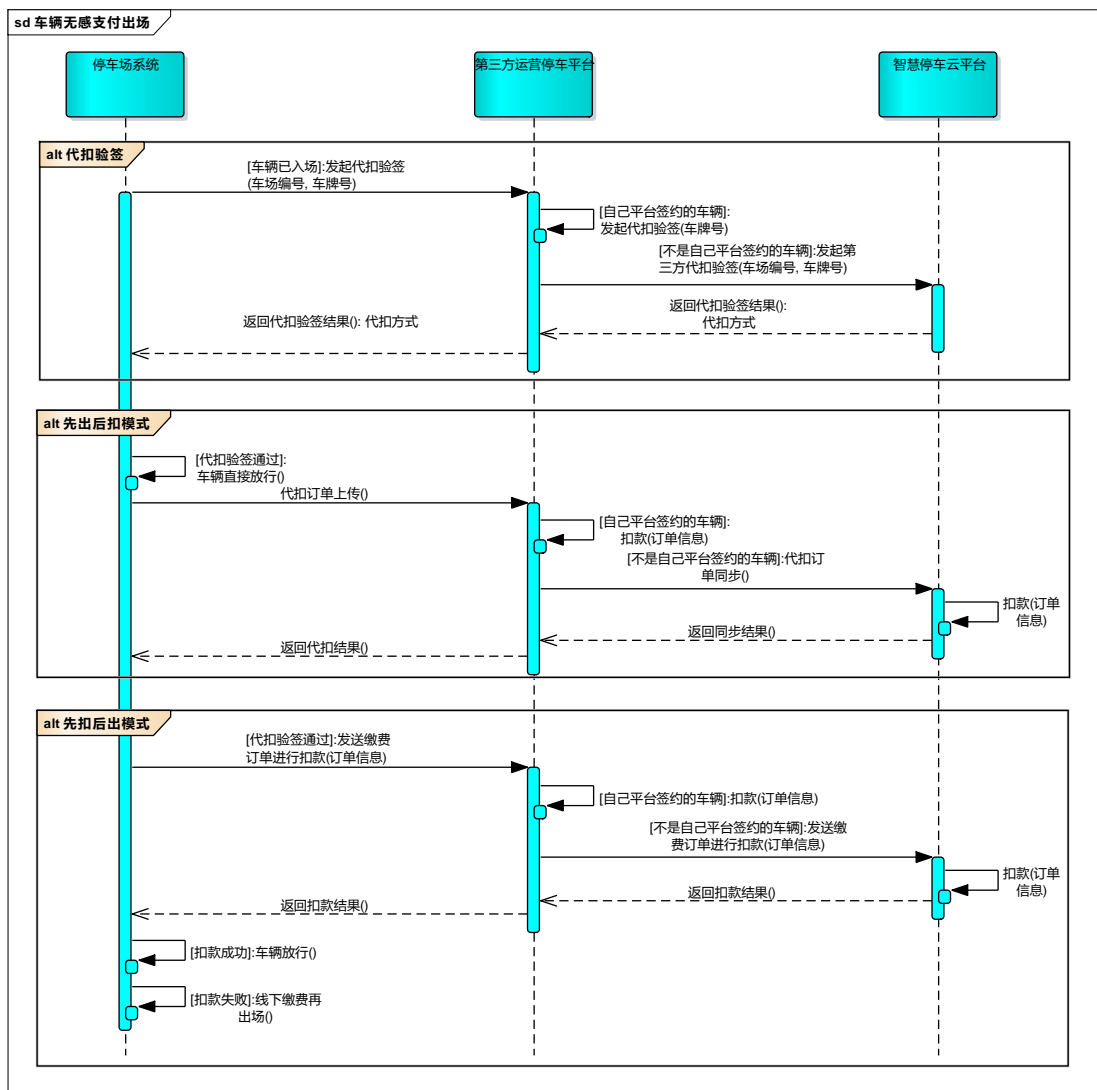 sd 车辆无感支付出场
停车场系统
第三方运营停车平台
智慧停车云平台
alt 代扣验签
[车辆已入场]:发起代扣验签
(车场编号, 车牌号)
[自己平台签约的车辆]:
发起代扣验签(车牌号)
[不是自己平台签约的车辆]:发起第
三方代扣验签(车场编号, 车牌号)
返回代扣验签结果():
代扣方式
返回代扣验签结果(): 代扣方式
alt 先出后扣模式
[代扣验签通过]:
车辆直接放行()
代扣订单上传()
[自己平台签约的车辆]:
扣款(订单信息)
[不是自己平台签约的车辆]:代扣订
单同步()
扣款(订单
信息)
返回同步结果()
返回代扣结果()
alt 先扣后出模式
[代扣验签通过]:发送缴费
订单进行扣款(订单信息)
[自己平台签约的车辆]:扣款(订单信息)
[不是自己平台签约的车辆]:发送缴
费订单进行扣款(订单信息)
扣款(订单
信息)
返回扣款结果()
返回扣款结果()
[扣款成功]:车辆放行()
[扣款失败]:线下缴费再
出场()